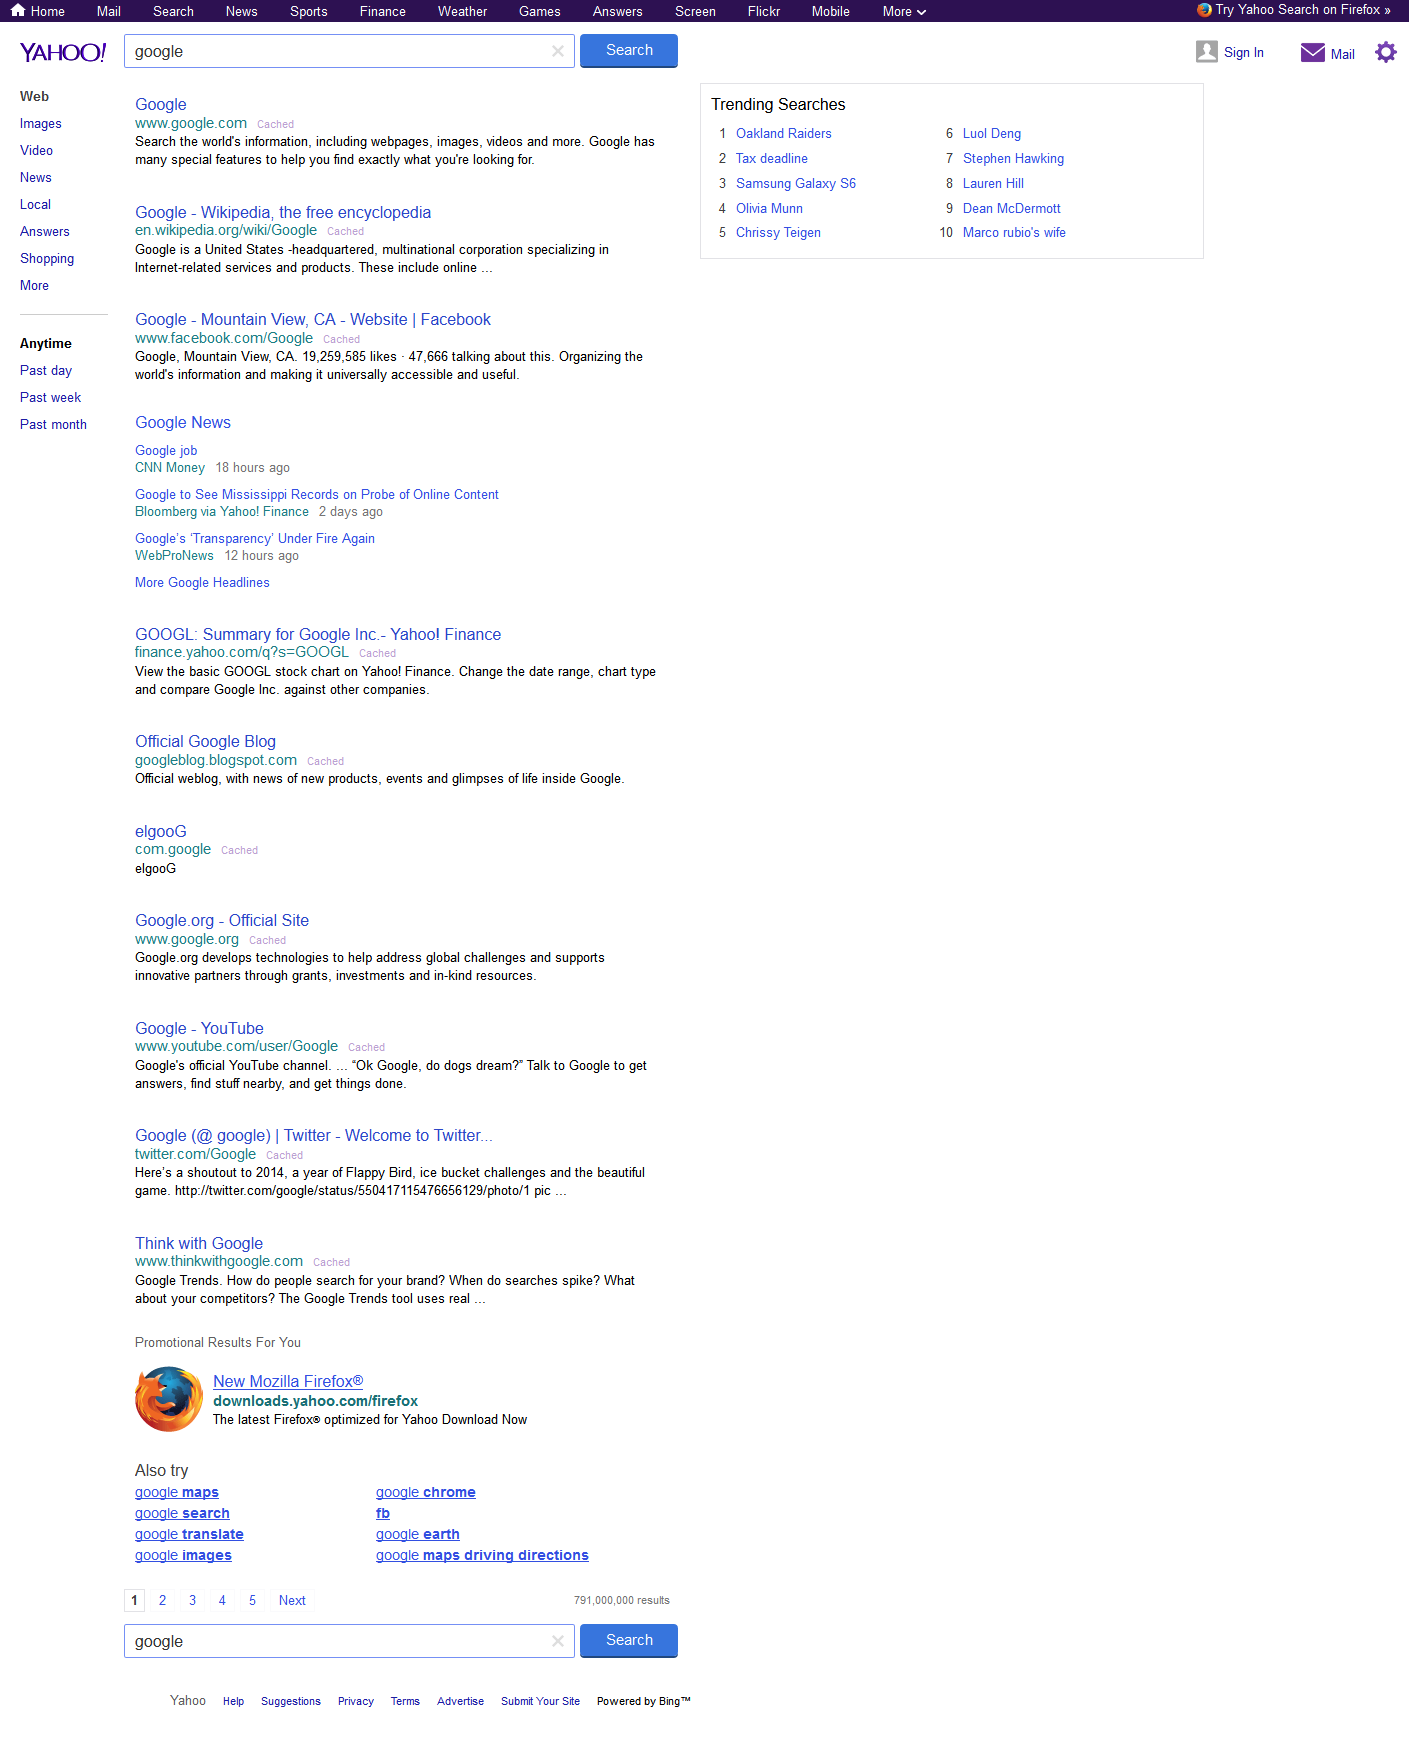 Home Mail Search News Sports Finance Weather Games Answers Screen Flickr Mobile More Try Yahoo Search on Firefox »
YAHOO! google Search Sign In Mail
Web
Images
Video
News
Local
Answers
Shopping
More
Anytime
Past day
Past week
Past month
Google
www.google.com Cached
Search the world's information, including webpages, images, videos and more. Google has
many special features to help you find exactly what you're looking for.
Google - Wikipedia, the free encyclopedia
en.wikipedia.org/wiki/Google Cached
Google is a United States -headquartered, multinational corporation specializing in
Internet-related services and products. These include online ...
Google - Mountain View, CA - Website | Facebook
www.facebook.com/Google Cached
Google, Mountain View, CA. 19,259,585 likes · 47,666 talking about this. Organizing the
world's information and making it universally accessible and useful.
Google News
Google job
CNN Money 18 hours ago
Google to See Mississippi Records on Probe of Online Content
Bloomberg via Yahoo! Finance 2 days ago
Google's ‘Transparency’ Under Fire Again
WebProNews 12 hours ago
More Google Headlines
GOOGL: Summary for Google Inc.- Yahoo! Finance
finance.yahoo.com/q?s=GOOGL Cached
View the basic GOOGL stock chart on Yahoo! Finance. Change the date range, chart type
and compare Google Inc. against other companies.
Official Google Blog
googleblog.blogspot.com Cached
Official weblog, with news of new products, events and glimpses of life inside Google.
elgooG
com.google Cached
elgooG
Google.org - Official Site
www.google.org Cached
Google.org develops technologies to help address global challenges and supports
innovative partners through grants, investments and in-kind resources.
Google - YouTube
www.youtube.com/user/Google Cached
Google's official YouTube channel. ... “Ok Google, do dogs dream?” Talk to Google to get
answers, find stuff nearby, and get things done.
Google (@ google) | Twitter - Welcome to Twitter...
twitter.com/Google Cached
Here's a shoutout to 2014, a year of Flappy Bird, ice bucket challenges and the beautiful
game. http://twitter.com/google/status/550417115476656129/photo/1 pic ...
Think with Google
www.thinkwithgoogle.com Cached
Google Trends. How do people search for your brand? When do searches spike? What
about your competitors? The Google Trends tool uses real ...
Promotional Results For You
New Mozilla Firefox®
downloads.yahoo.com/firefox
The latest Firefox® optimized for Yahoo Download Now
Also try
google maps google chrome
google search fb
google translate google earth
google images google maps driving directions
1 2 3 4 5 Next 791,000,000 results
google Search
Trending Searches
1 Oakland Raiders
2 Tax deadline
3 Samsung Galaxy S6
4 Olivia Munn
5 Chrissy Teigen
6 Luol Deng
7 Stephen Hawking
8 Lauren Hill
9 Dean McDermott
10 Marco rubio's wife
Yahoo Help Suggestions Privacy Terms Advertise Submit Your Site Powered by Bing™